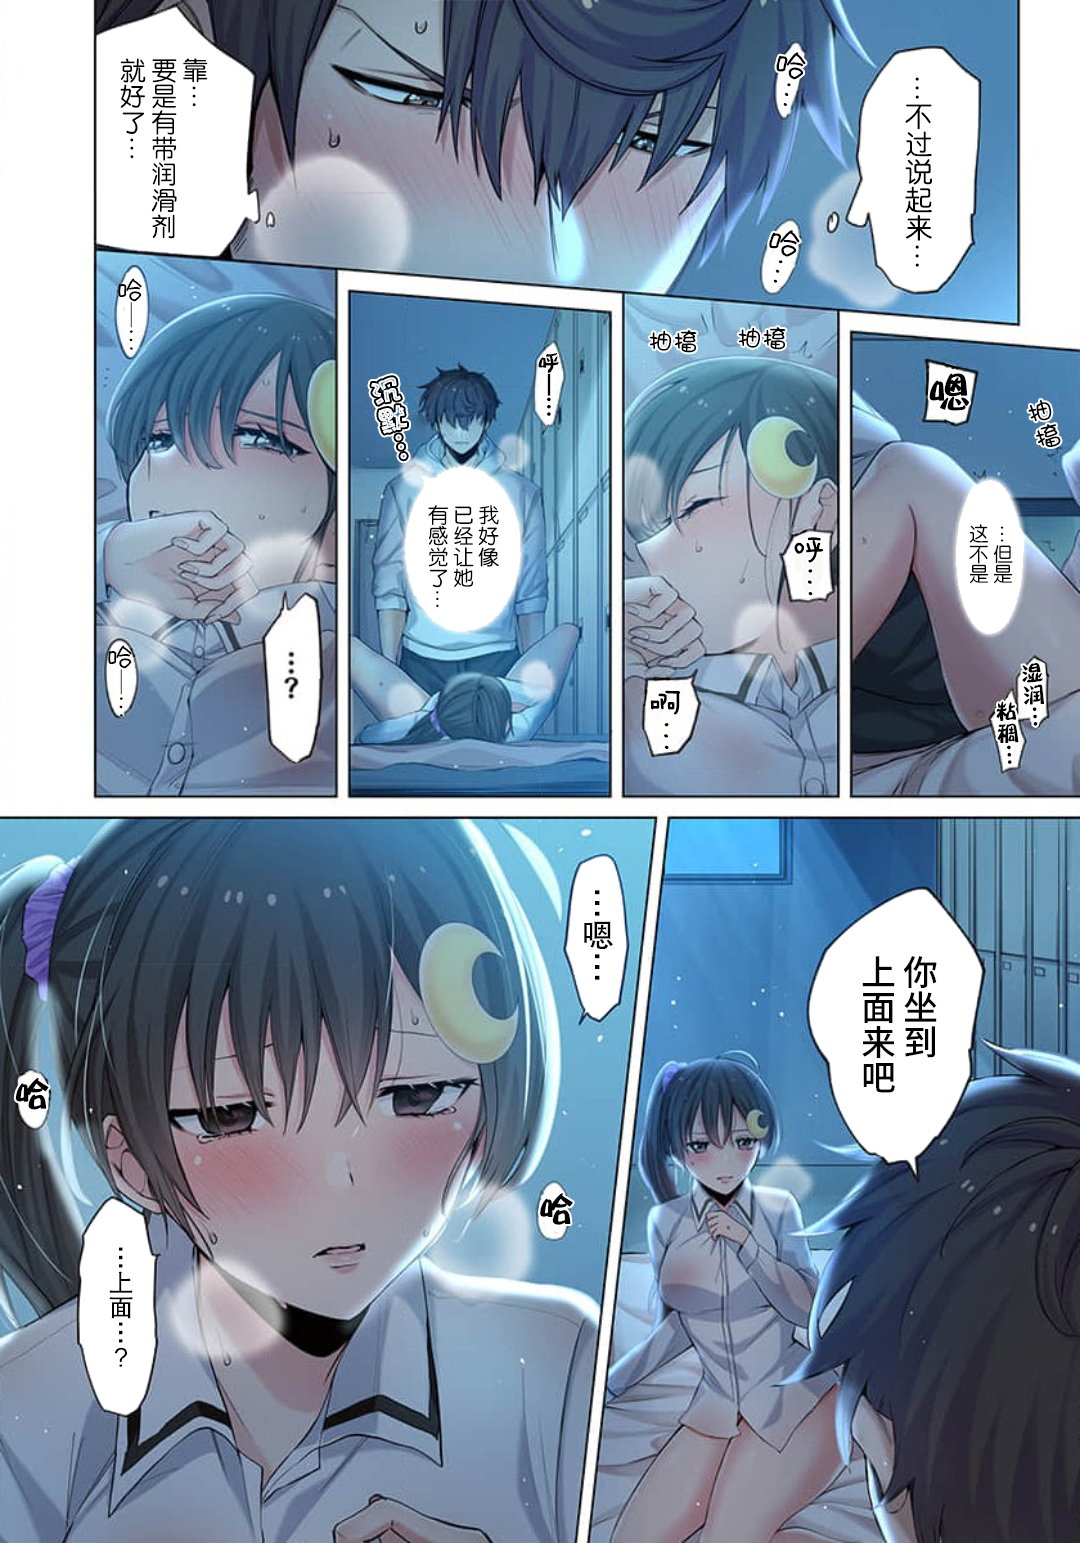 …不过说起来…
哈…
哈…
靠…
要是有带润滑剂
就好了…
嗯
抽搐
…但是
这不是
湿润…
粘稠…
抽搐
抽搐
呼…
啊…
呼—…
沉默…
我好像
已经让她
有感觉了…
哈—…
哈—…
…？
你坐到
上面来吧
…嗯…
哈
哈
…上面…？